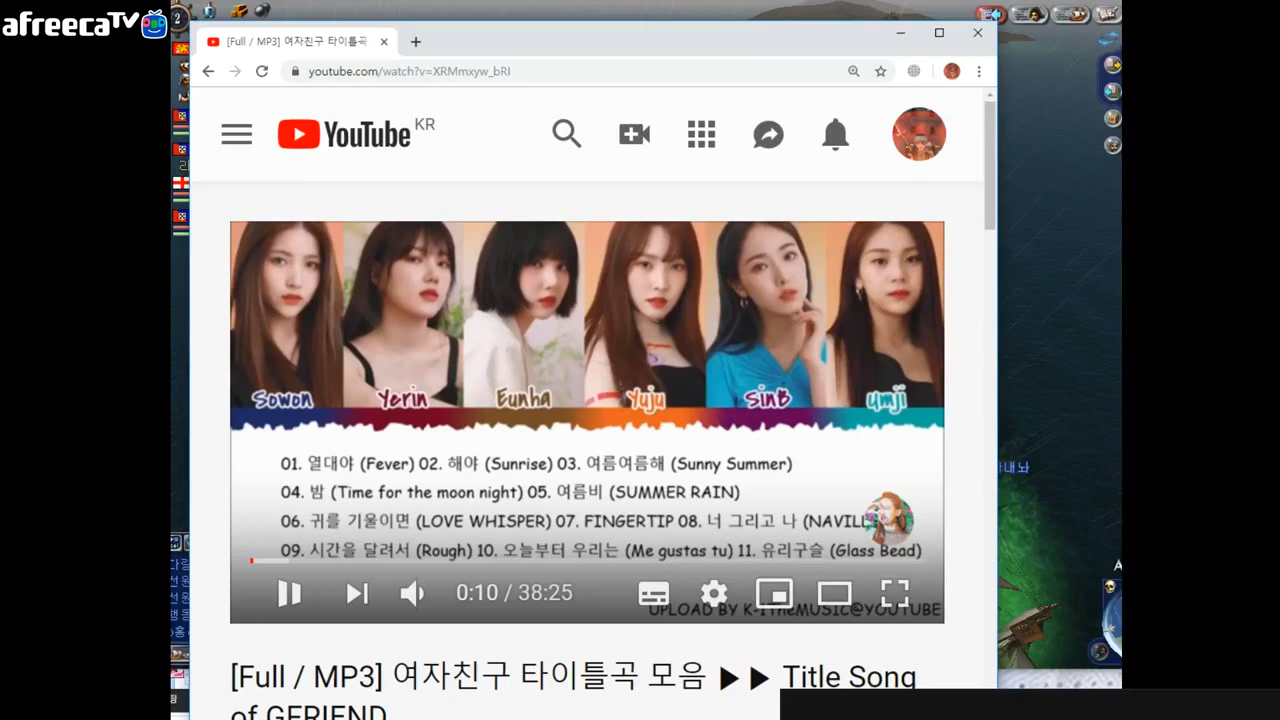 afreecaTV
2
[Full / MP3] 여자친구 타이틀곡
youtube.com/watch?v=XRMmxyw_bRI
YouTube KR
Sowon Yerin Eunha Yuju SinB Umji
01. 열대야 (Fever) 02. 해야 (Sunrise) 03. 여름여름해 (Sunny Summer)
04. 밤 (Time for the moon night) 05. 여름비 (SUMMER RAIN)
06. 귀를 기울이면 (LOVE WHISPER) 07. FINGERTIP 08. 너 그리고 나 (NAVILL
09. 시간을 달려서 (Rough) 10. 오늘부터 우리는 (Me gustas tu) 11. 유리구슬 (Glass Bead)
0:10 / 38:25
UPLOAD BY K-ITheMUSIC@YOUTUBE
[Full / MP3] 여자친구 타이틀곡 모음 ▶▶ Title Song
of GFRIEND